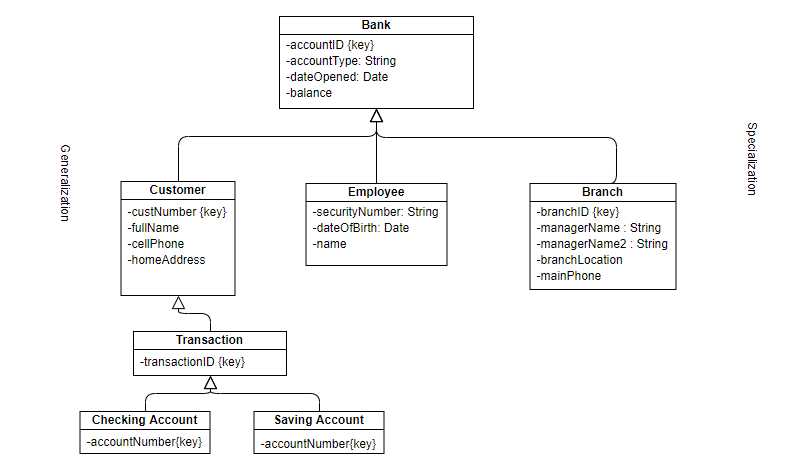 Bank
-accountID {key}
-accountType: String
-dateOpened: Date
-balance
Generalization
Specialization
Customer
-custNumber {key}
-fullName
-cellPhone
-homeAddress
Employee
-securityNumber: String
-dateOfBirth: Date
-name
Branch
-branchID {key}
-managerName : String
-managerName2 : String
-branchLocation
-mainPhone
Transaction
-transactionID {key}
Checking Account
-accountNumber{key}
Saving Account
-accountNumber{key}